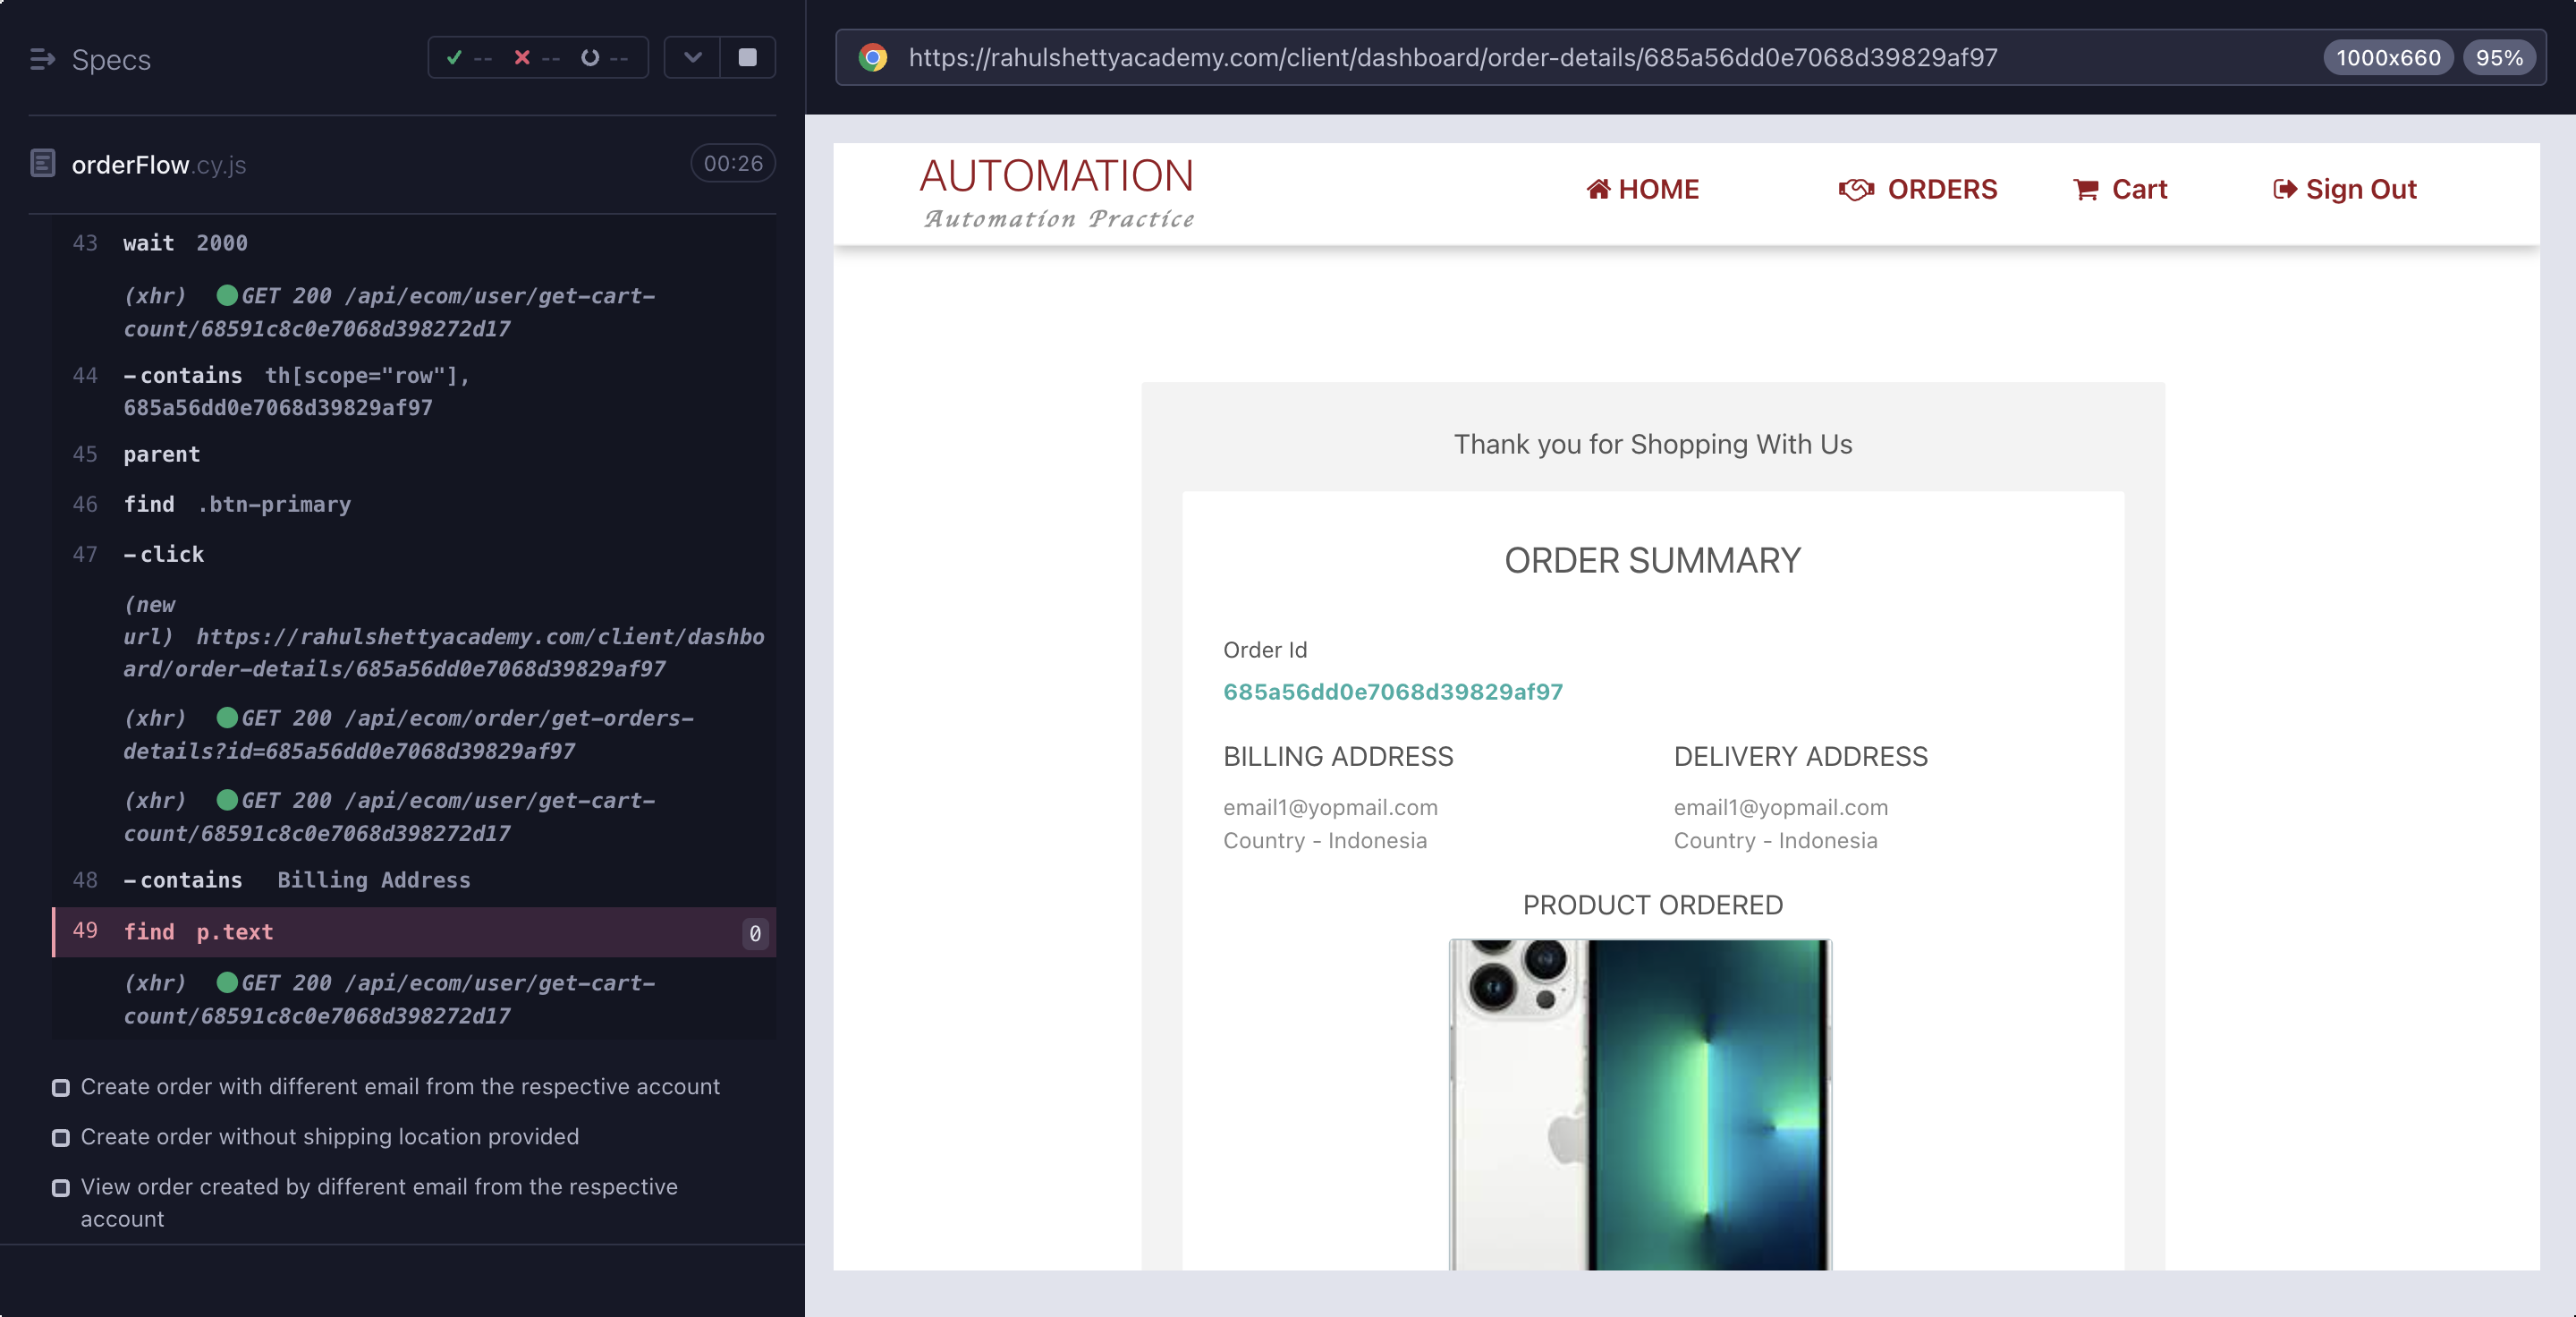 Specs
-- -- --
orderFlow.cy.js 00:26
43 wait 2000
(xhr) GET 200 /api/ecom/user/get-cart-
count/68591c8c0e7068d398272d17
44 -contains th[scope="row"],
685a56dd0e7068d39829af97
45 parent
46 find .btn-primary
47 -click
(new
url) https://rahulshettyacademy.com/client/dashbo
ard/order-details/685a56dd0e7068d39829af97
(xhr) GET 200 /api/ecom/order/get-orders-
details?id=685a56dd0e7068d39829af97
(xhr) GET 200 /api/ecom/user/get-cart-
count/68591c8c0e7068d398272d17
48 -contains Billing Address
49 find p.text 0
(xhr) GET 200 /api/ecom/user/get-cart-
count/68591c8c0e7068d398272d17
Create order with different email from the respective account
Create order without shipping location provided
View order created by different email from the respective
account
https://rahulshettyacademy.com/client/dashboard/order-details/685a56dd0e7068d39829af97 1000x660 95%
AUTOMATION
Automation Practice
HOME ORDERS Cart Sign Out
Thank you for Shopping With Us
ORDER SUMMARY
Order Id
685a56dd0e7068d39829af97
BILLING ADDRESS
email1@yopmail.com
Country - Indonesia
DELIVERY ADDRESS
email1@yopmail.com
Country - Indonesia
PRODUCT ORDERED